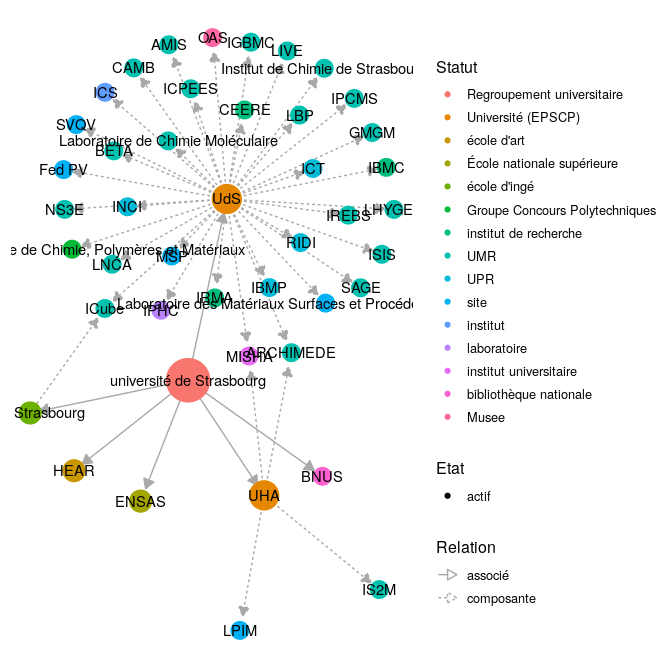 OAS
IGBMC
AMIS
LIVE
CAMB
Institut de Chimie de Strasbou
ICS
ICPEES
IPCMS
CEERE
LBP
SVQV
GMGM
Laboratoire de Chimie Moléculaire
BETA
Fed PV
ICT
IBMC
UdS
NS3E
INCI
IREBS
LHYGE
RIDI
e de Chimie, Polymères et Matériaux
MSP
ISIS
LNCA
IBMP
SAGE
IRMA
ICube
Laboratoire des Matériaux Surfaces et Procédé
IPHC
MISHA
ARCHIMEDE
université de Strasbourg
Strasbourg
HEAR
BNUS
ENSAS
UHA
IS2M
LPIM
Statut
Regroupement universitaire
Université (EPSCP)
école d'art
École nationale supérieure
école d'ingé
Groupe Concours Polytechniques
institut de recherche
UMR
UPR
site
institut
laboratoire
institut universitaire
bibliothèque nationale
Musee
Etat
actif
Relation
associé
composante